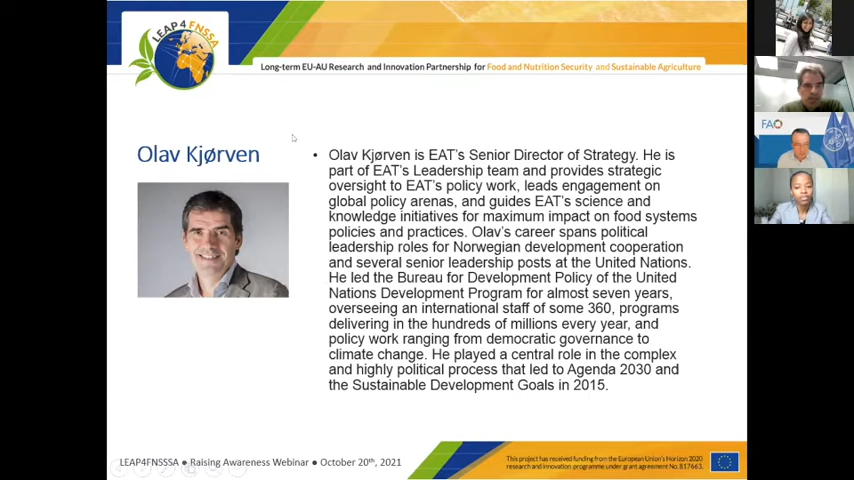 LEAP4FNSSA
Long-term EU-AU Research and Innovation Partnership for Food and Nutrition Security and Sustainable Agriculture
FAO
Olav Kjørven
• Olav Kjørven is EAT's Senior Director of Strategy. He is
part of EAT's Leadership team and provides strategic
oversight to EAT's policy work, leads engagement on
global policy arenas, and guides EAT's science and
knowledge initiatives for maximum impact on food systems
policies and practices. Olav's career spans political
leadership roles for Norwegian development cooperation
and several senior leadership posts at the United Nations.
He led the Bureau for Development Policy of the United
Nations Development Program for almost seven years,
overseeing an international staff of some 360, programs
delivering in the hundreds of millions every year, and
policy work ranging from democratic governance to
climate change. He played a central role in the complex
and highly political process that led to Agenda 2030 and
the Sustainable Development Goals in 2015.
LEAP4FNSSSA ● Raising Awareness Webinar ● October 20th, 2021
This project has received funding from the European Union's Horizon 2020
research and innovation programme under grant agreement No. 817663.